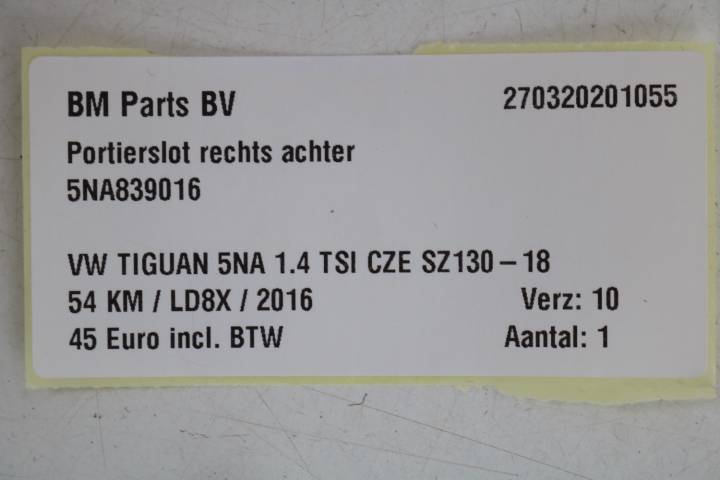 BM Parts BV 270320201055
Portierslot rechts achter
5NA839016
VW TIGUAN 5NA 1.4 TSI CZE SZ130 – 18
54 KM / LD8X / 2016 Verz: 10
45 Euro incl. BTW Aantal: 1